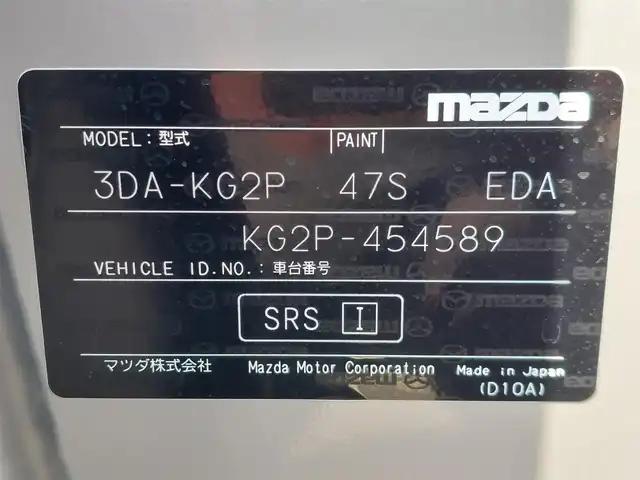 mazda
MODEL: 型式 |PAINT|
3DA-KG2P 47S EDA
KG2P-454589
VEHICLE ID.NO.: 車台番号
SRS I
マツダ株式会社 Mazda Motor Corporation Made in Japan
(D10A)